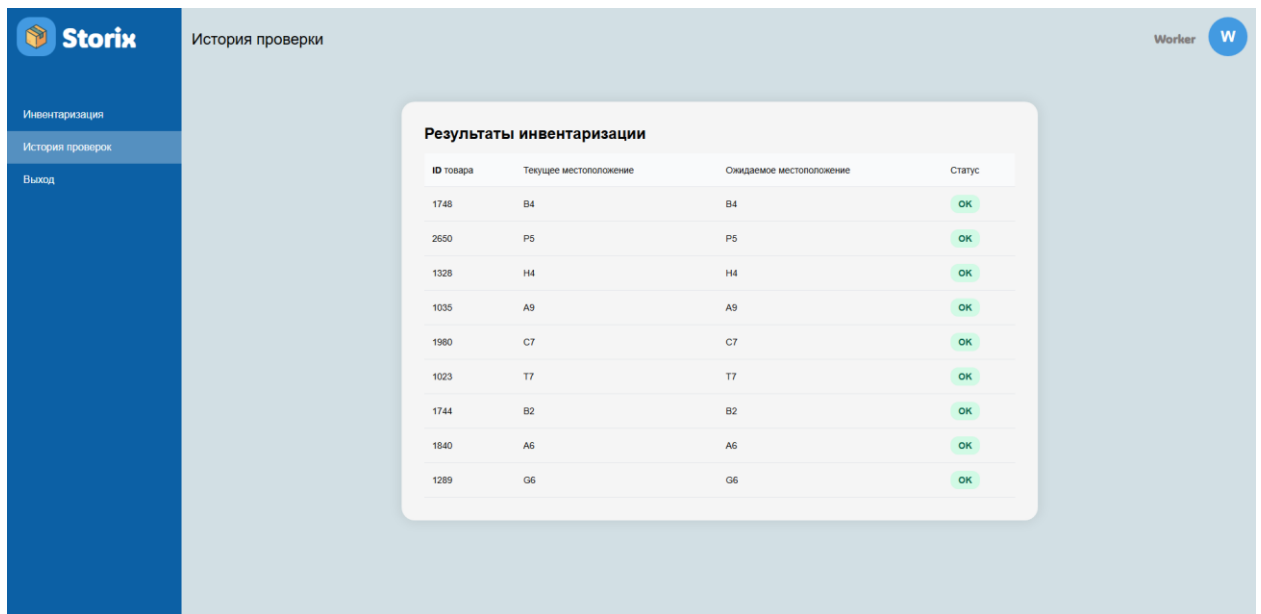 Storix
История проверки
Worker W
Инвентаризация
История проверок
Выход
Результаты инвентаризации
ID товара Текущее местоположение Ожидаемое местоположение Статус
1748 B4 B4 OK
2650 P5 P5 OK
1328 H4 H4 OK
1035 A9 A9 OK
1980 C7 C7 OK
1023 T7 T7 OK
1744 B2 B2 OK
1840 A6 A6 OK
1289 G6 G6 OK